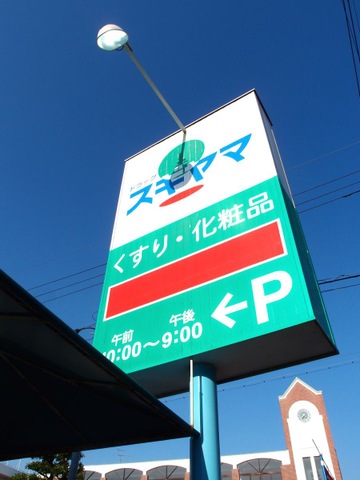 ドラッグ
スギヤマ
くすり・化粧品
午前 午後
10:00〜9:00
←P